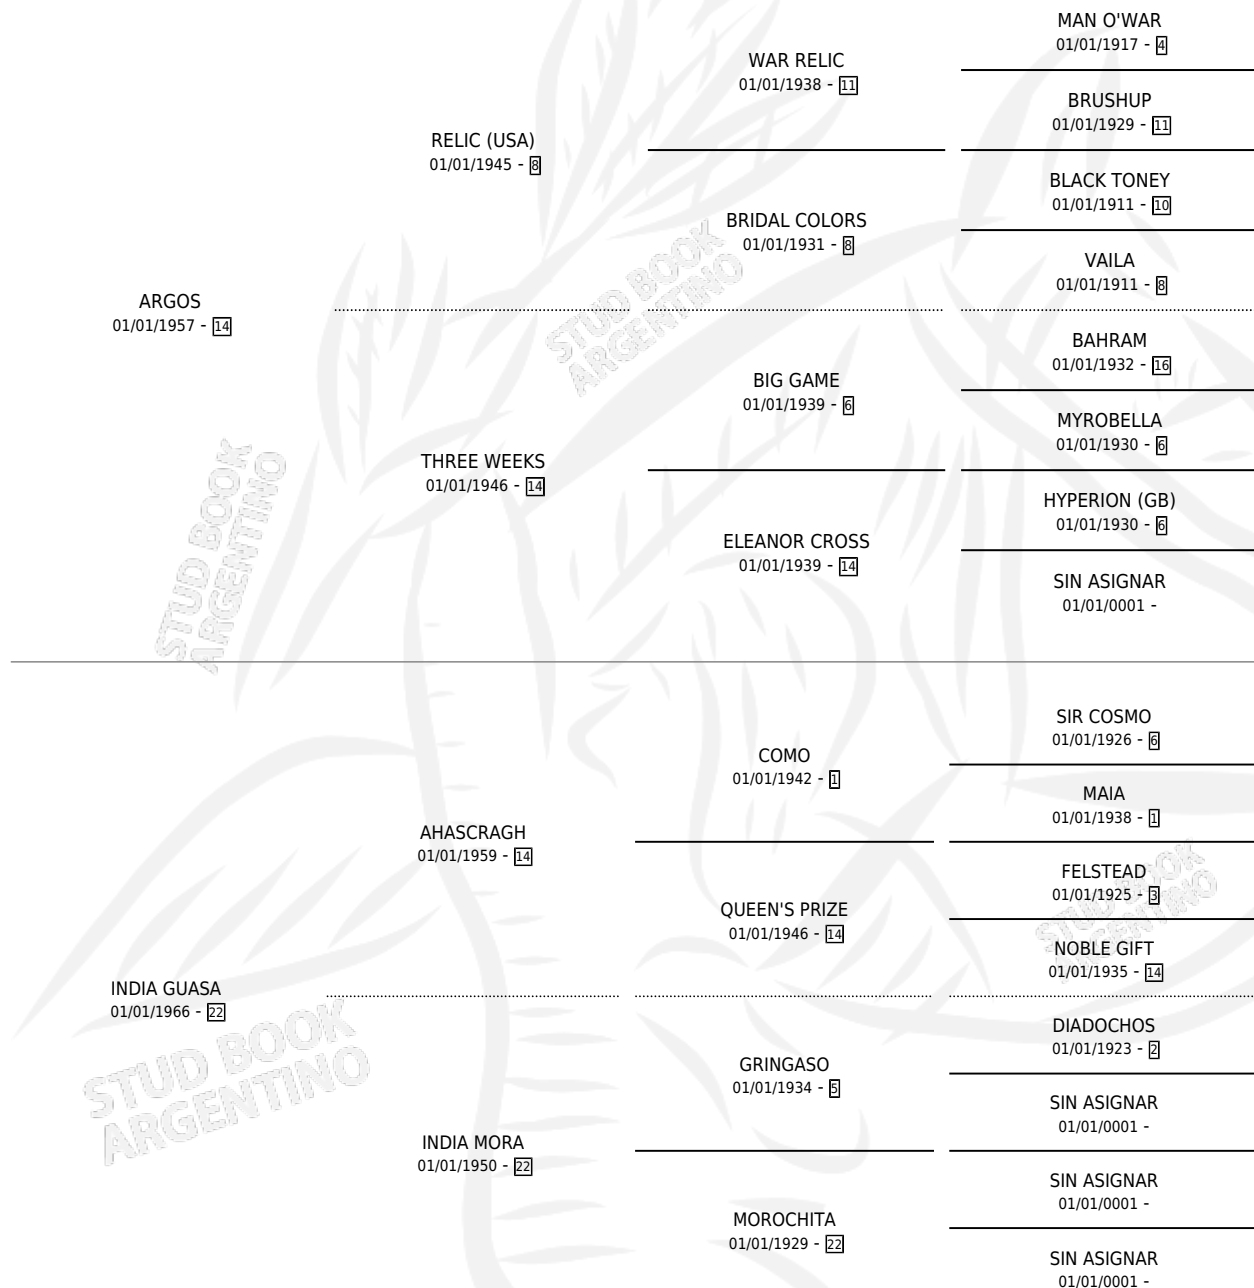 MAN O'WAR
01/01/1917 - 4
WAR RELIC
01/01/1938 - 11
BRUSHUP
01/01/1929 - 11
RELIC (USA)
01/01/1945 - 8
BLACK TONEY
01/01/1911 - 10
BRIDAL COLORS
01/01/1931 - 8
VAILA
01/01/1911 - 8
ARGOS
01/01/1957 - 14
BAHRAM
01/01/1932 - 16
BIG GAME
01/01/1939 - 6
MYROBELLA
01/01/1930 - 6
THREE WEEKS
01/01/1946 - 14
HYPERION (GB)
01/01/1930 - 6
ELEANOR CROSS
01/01/1939 - 14
SIN ASIGNAR
01/01/0001 -
SIR COSMO
01/01/1926 - 6
COMO
01/01/1942 - 1
MAIA
01/01/1938 - 1
AHASCRAGH
01/01/1959 - 14
FELSTEAD
01/01/1925 - 3
QUEEN'S PRIZE
01/01/1946 - 14
NOBLE GIFT
01/01/1935 - 14
INDIA GUASA
01/01/1966 - 22
DIADOCHOS
01/01/1923 - 2
GRINGASO
01/01/1934 - 5
SIN ASIGNAR
01/01/0001 -
INDIA MORA
01/01/1950 - 22
SIN ASIGNAR
01/01/0001 -
MOROCHITA
01/01/1929 - 22
SIN ASIGNAR
01/01/0001 -
STUD BOOK
ARGENTINO
STUD BOOK
ARGENTINO
STUD BOOK
ARGENTINO
STUD BOOK
ARGENTINO